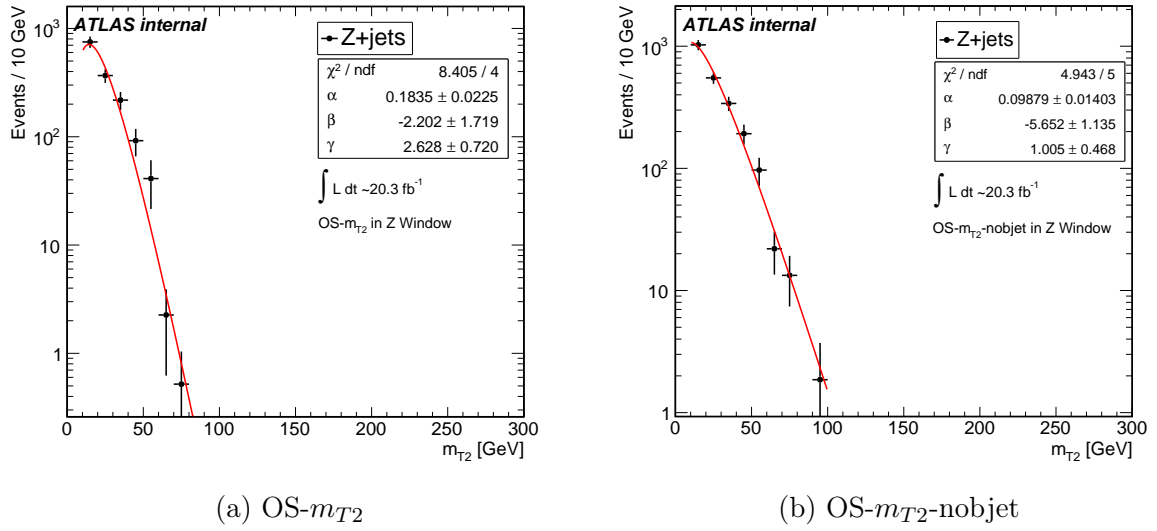 ATLAS internal
Z+jets
χ² / ndf 8.405 / 4
α 0.1835 ± 0.0225
β -2.202 ± 1.719
γ 2.628 ± 0.720
∫ L dt ~20.3 fb⁻¹
OS-m_T2 in Z Window
Events / 10 GeV
10³
10²
10
1
0 50 100 150 200 250 300
m_T2 [GeV]
(a) OS-m_T2
ATLAS internal
Z+jets
χ² / ndf 4.943 / 5
α 0.09879 ± 0.01403
β -5.652 ± 1.135
γ 1.005 ± 0.468
∫ L dt ~20.3 fb⁻¹
OS-m_T2-nobjet in Z Window
Events / 10 GeV
10³
10²
10
1
0 50 100 150 200 250 300
m_T2 [GeV]
(b) OS-m_T2-nobjet